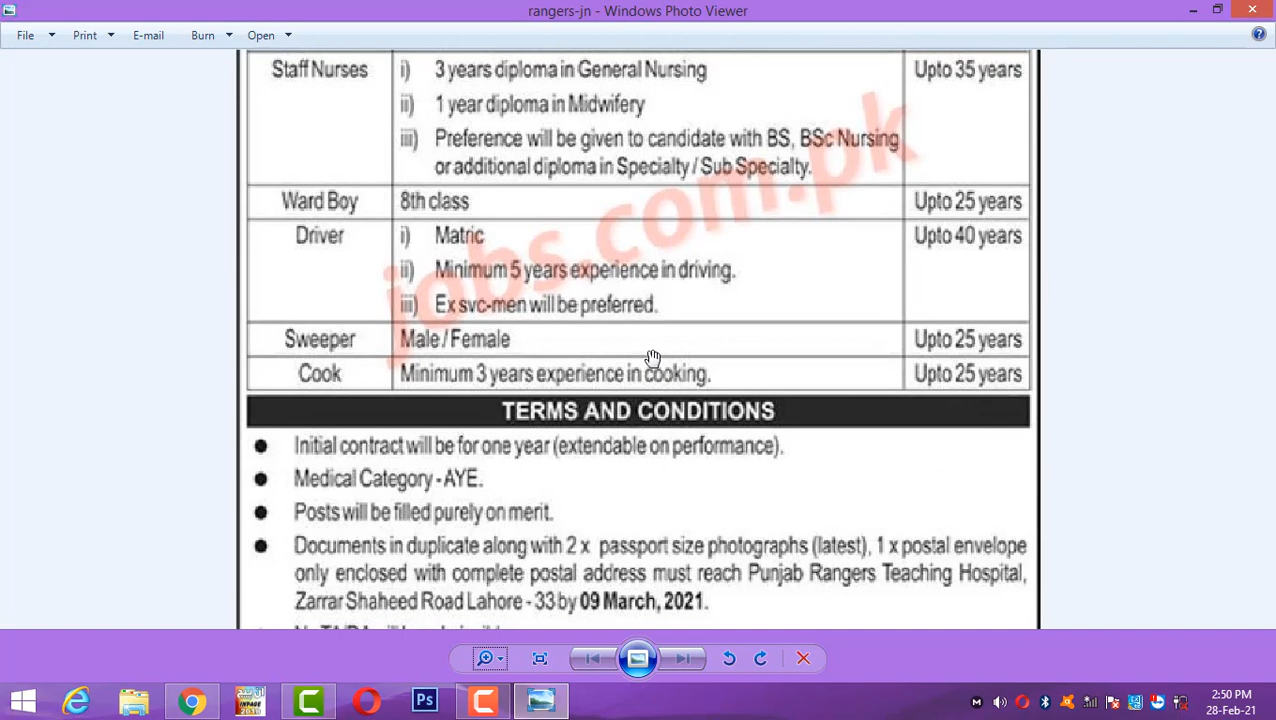 rangers-jn - Windows Photo Viewer
File Print E-mail Burn Open
Staff Nurses i) 3 years diploma in General Nursing Upto 35 years
ii) 1 year diploma in Midwifery
iii) Preference will be given to candidate with BS, BSc Nursing
or additional diploma in Specialty / Sub Specialty.
Ward Boy 8th class Upto 25 years
Driver i) Matric Upto 40 years
ii) Minimum 5 years experience in driving.
iii) Ex svc-men will be preferred.
Sweeper Male / Female Upto 25 years
Cook Minimum 3 years experience in cooking. Upto 25 years
jobs.com.pk
TERMS AND CONDITIONS
Initial contract will be for one year (extendable on performance).
Medical Category - AYE.
Posts will be filled purely on merit.
Documents in duplicate along with 2 x passport size photographs (latest), 1 x postal envelope
only enclosed with complete postal address must reach Punjab Rangers Teaching Hospital,
Zarrar Shaheed Road Lahore - 33 by 09 March, 2021.
2:50 PM
28-Feb-21